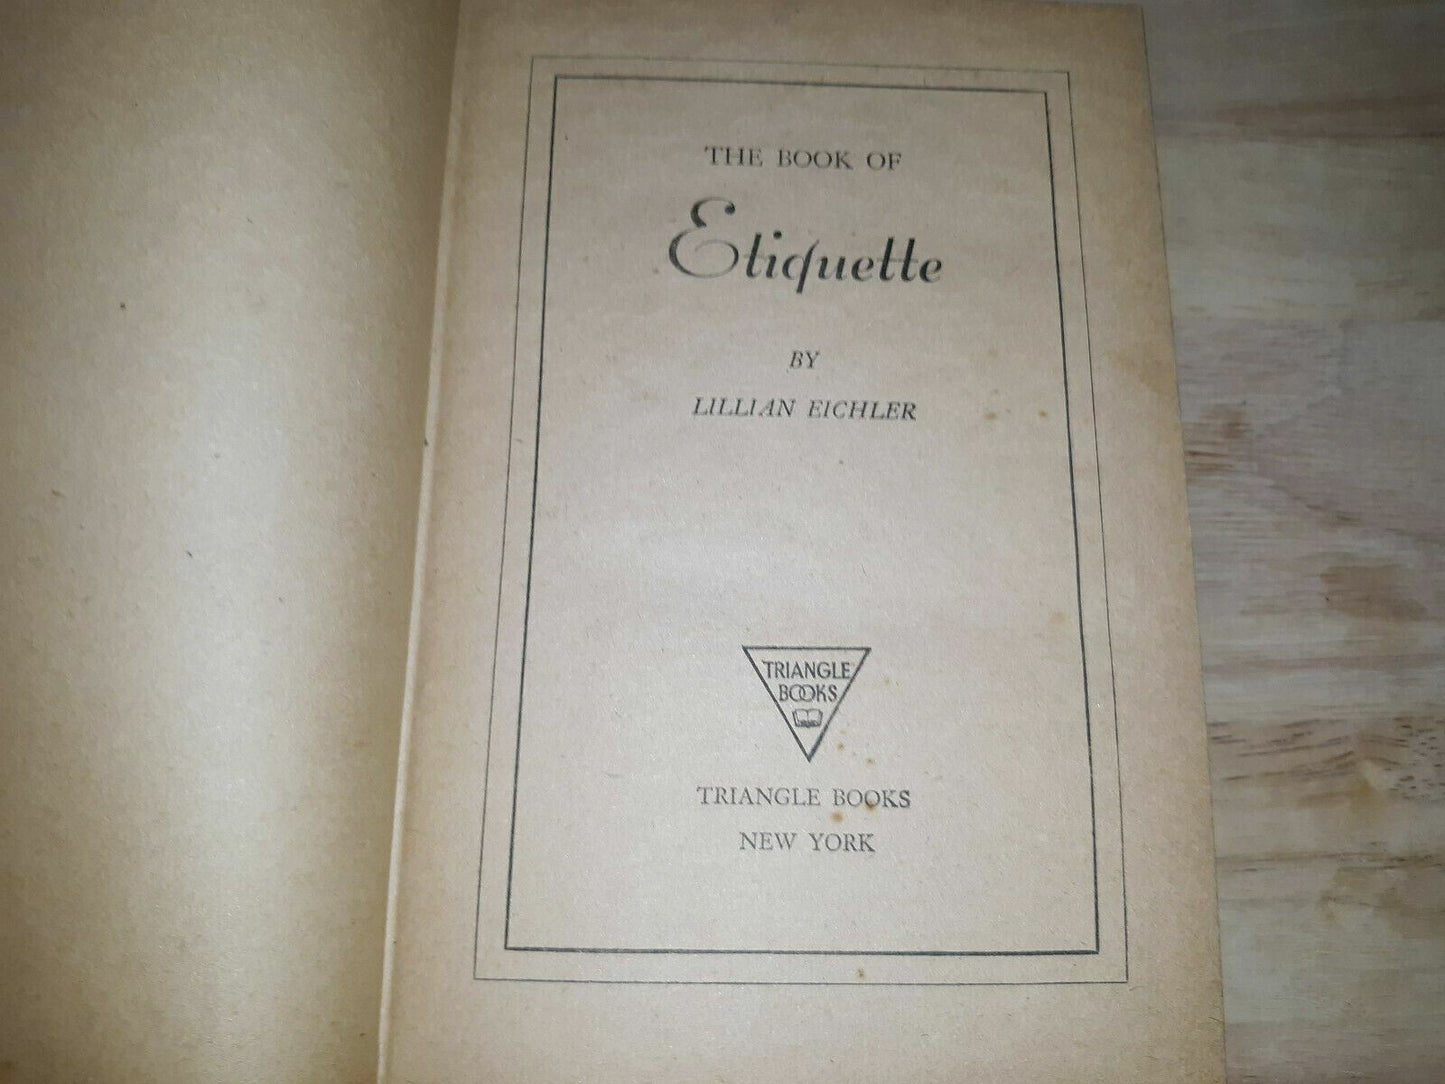 THE BOOK OF
Etiquette
BY
LILLIAN EICHLER
TRIANGLE
BOOKS
TRIANGLE BOOKS
NEW YORK